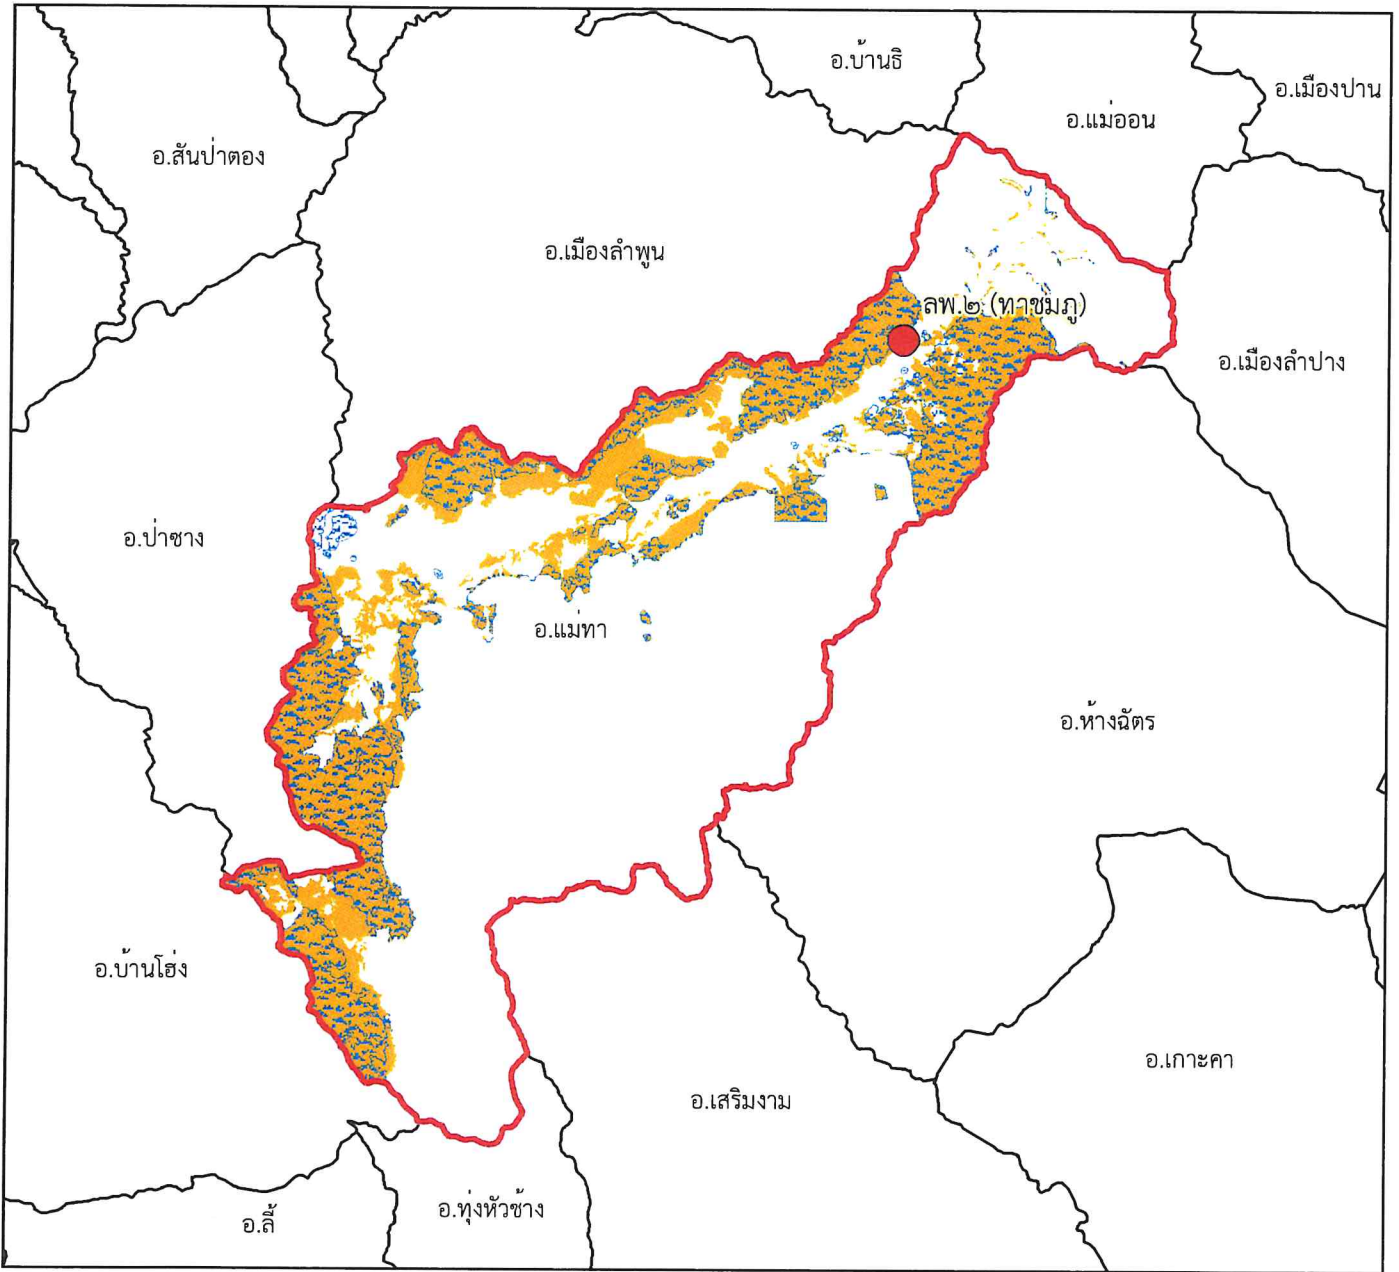 อ.บ้านธิ
อ.เมืองปาน
อ.แม่ออน
อ.สันป่าตอง
อ.เมืองลำพูน
ลพ.๒ (ทาชมภู)
อ.เมืองลำปาง
อ.ป่าซาง
อ.แม่ทา
อ.ห้างฉัตร
อ.บ้านโฮ่ง
อ.เกาะคา
อ.เสริมงาม
อ.ทุ่งหัวช้าง
อ.ลี้